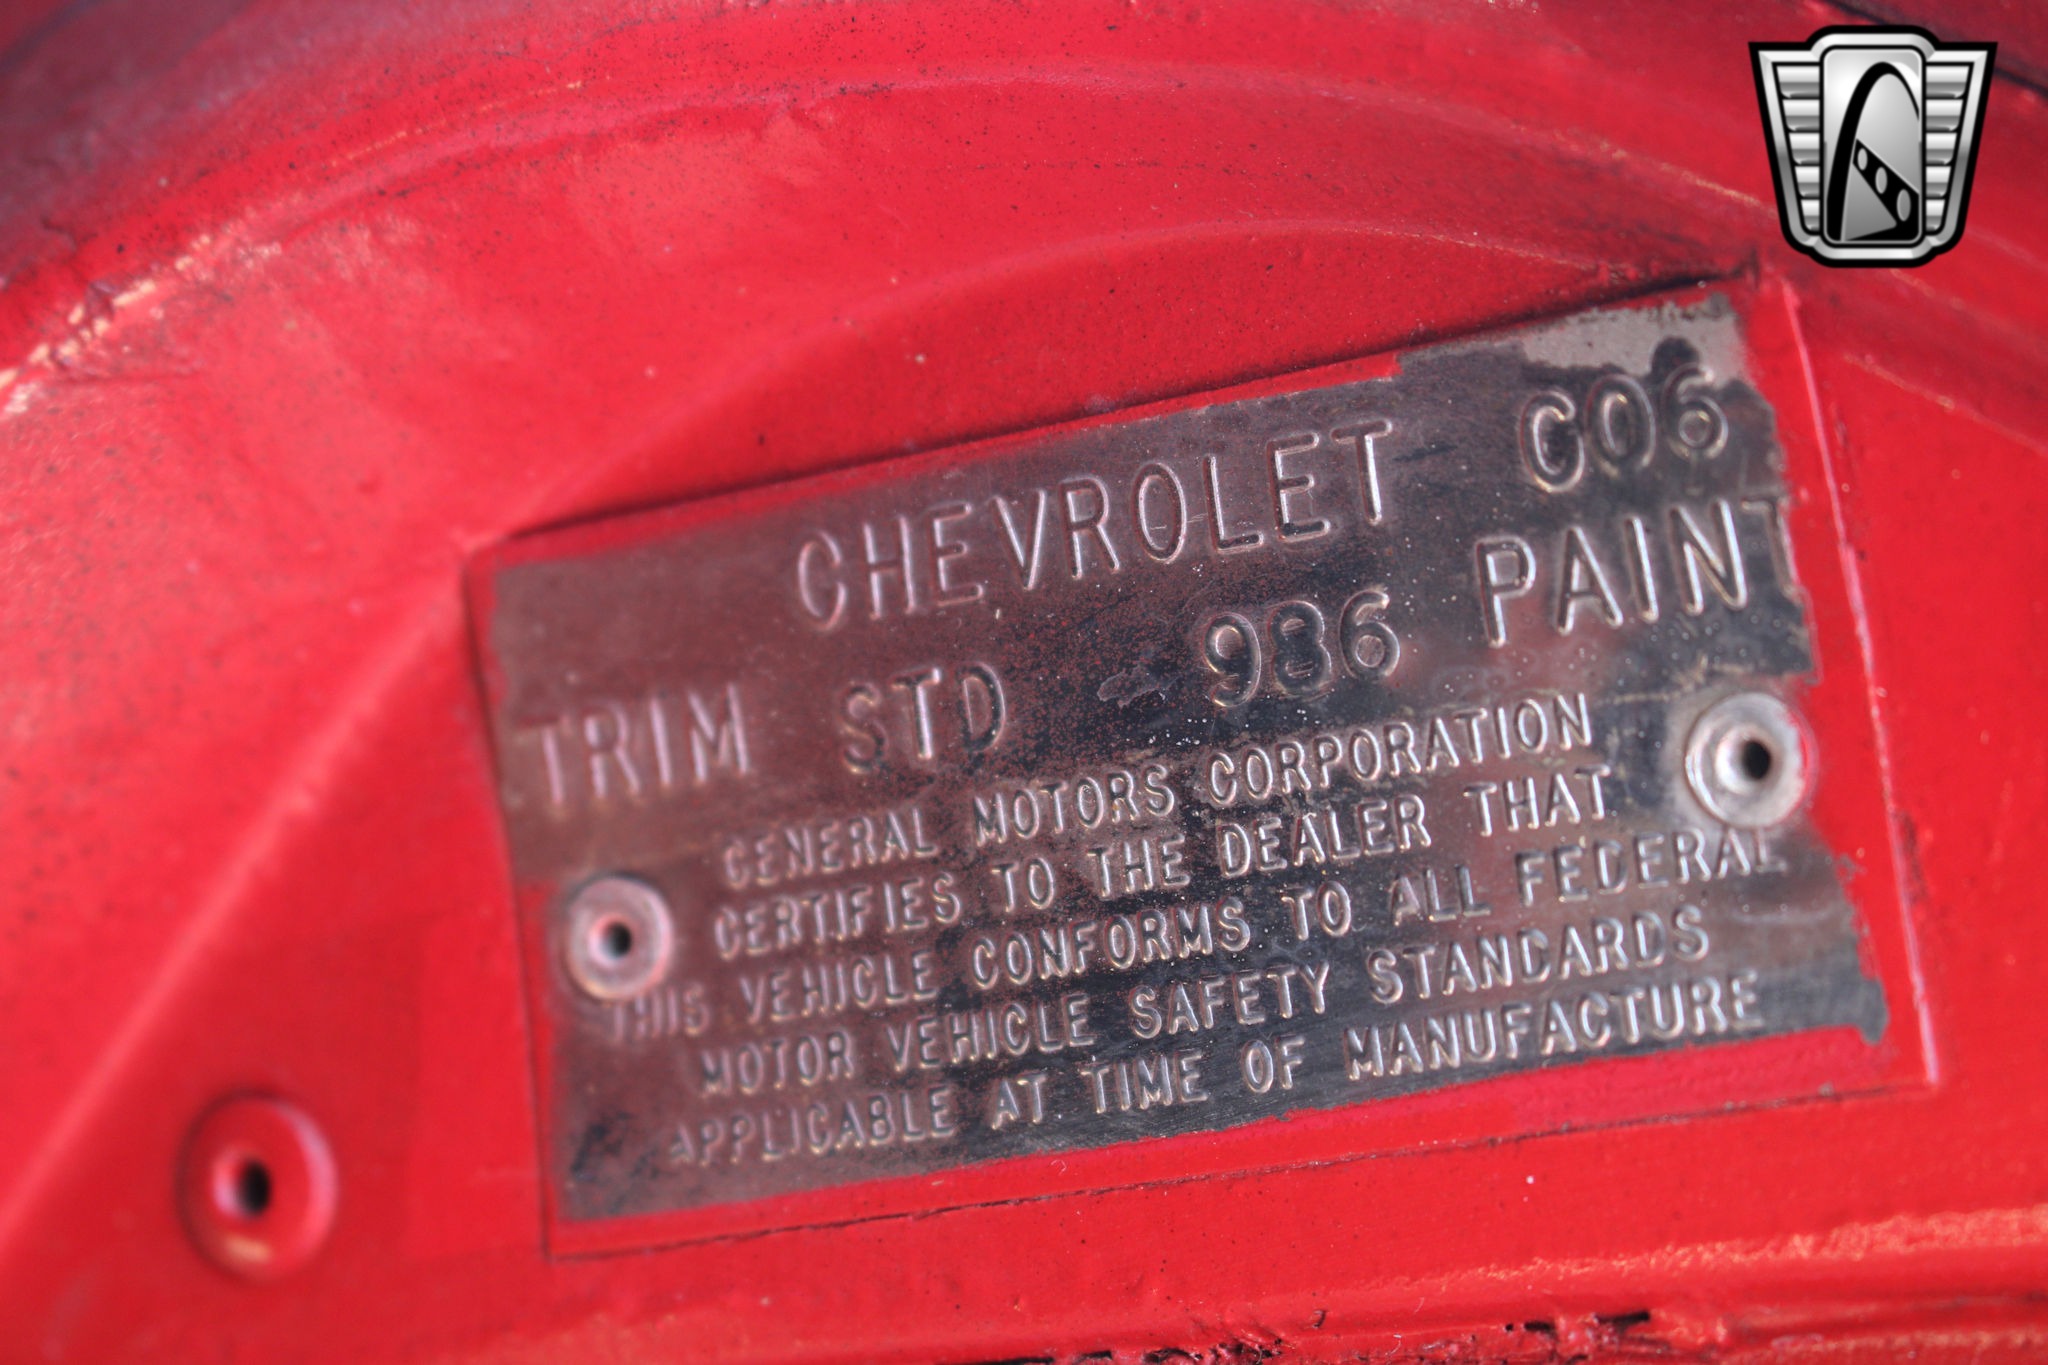 CHEVROLET C06
TRIM STD 986 PAINT
GENERAL MOTORS CORPORATION
CERTIFIES TO THE DEALER THAT
THIS VEHICLE CONFORMS TO ALL FEDERAL
MOTOR VEHICLE SAFETY STANDARDS
APPLICABLE AT TIME OF MANUFACTURE